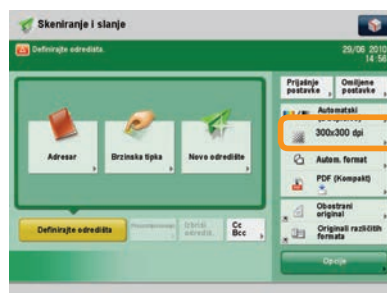 Skeniranje i slanje
Definirajte odredišta.
29/06 2010
14:56
Prijašnje postavke
Omiljene postavke
Automatski
300x300 dpi
Adresar
Brzinska tipka
Novo odredište
Autom. format
PDF (Kompakt)
Obostrani original
Originali različitih formata
Definirajte odredišta
Cc
Bcc
Opcije